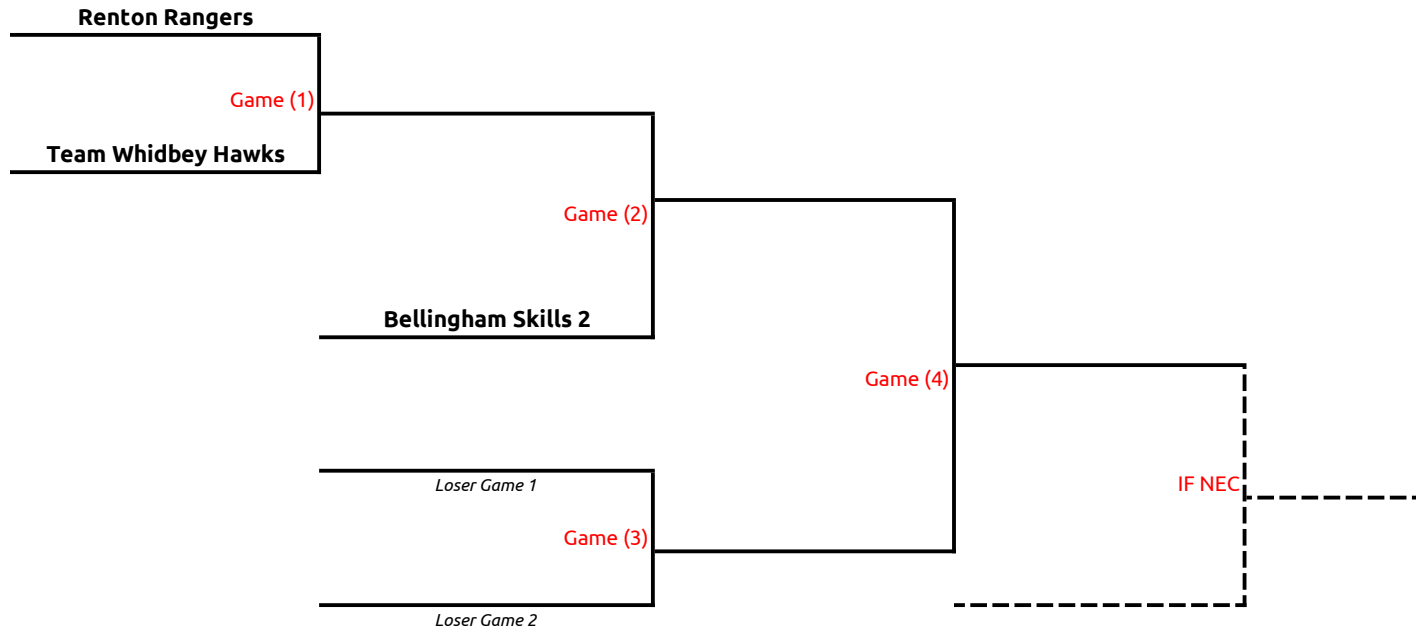 Renton Rangers
Game (1)
Team Whidbey Hawks
Game (2)
Bellingham Skills 2
Game (4)
Loser Game 1
IF NEC
Game (3)
Loser Game 2